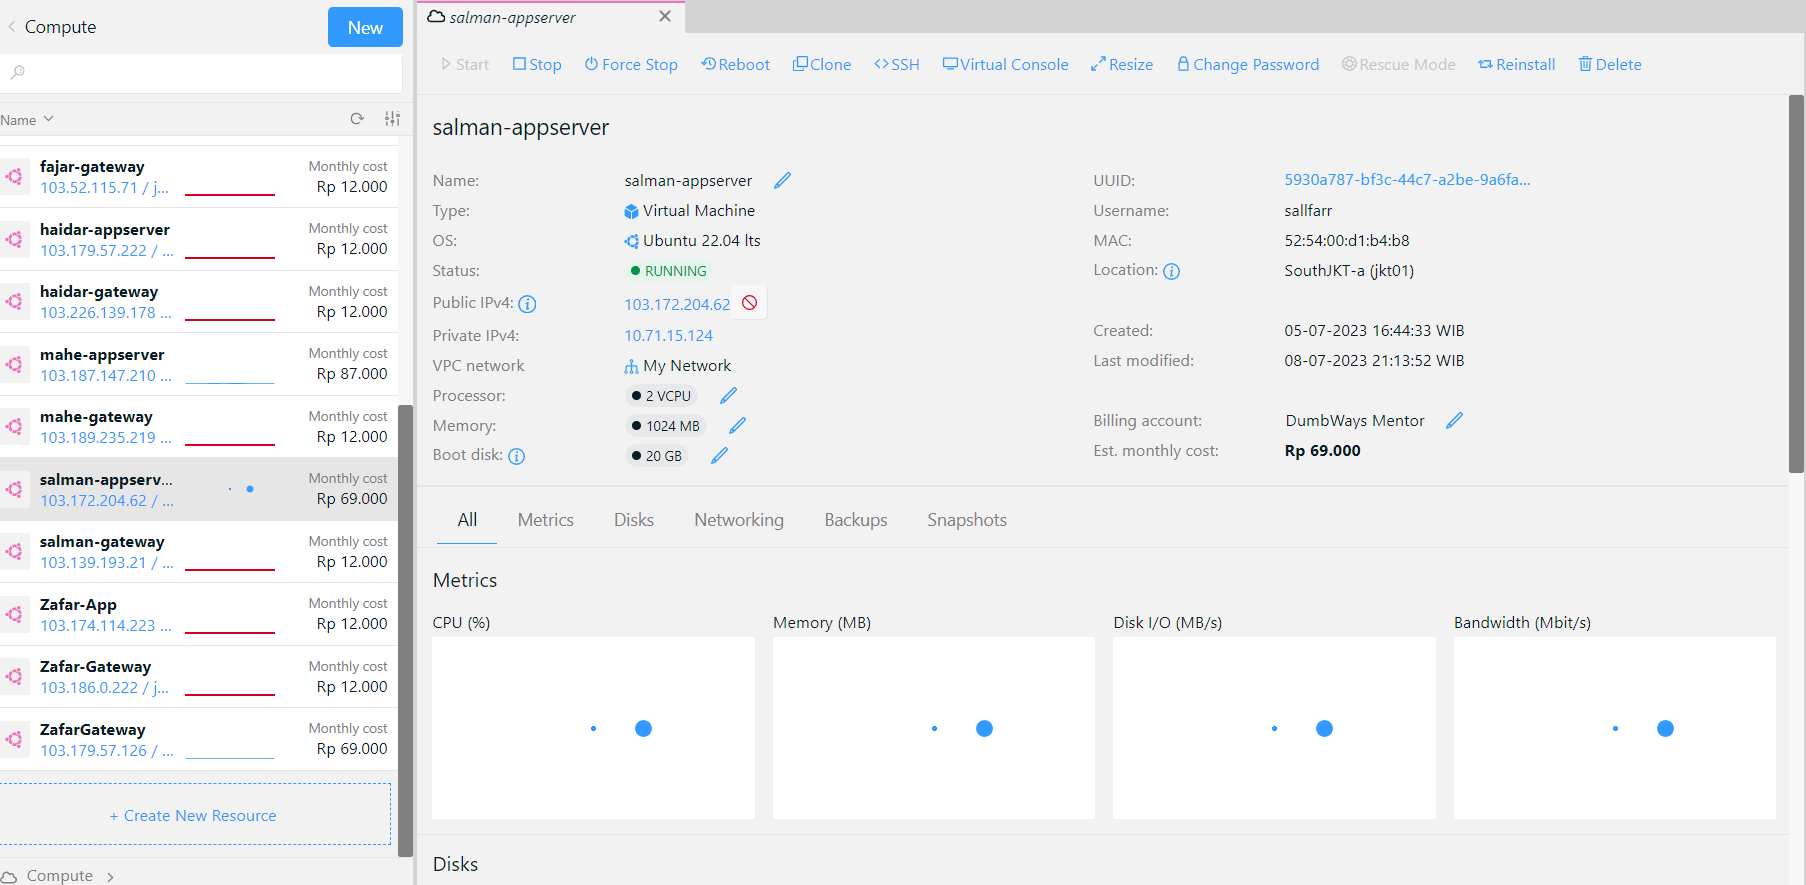 Compute
New
Name
fajar-gateway
103.52.115.71 / j...
Monthly cost
Rp 12.000
haidar-appserver
103.179.57.222 / ...
Monthly cost
Rp 12.000
haidar-gateway
103.226.139.178 ...
Monthly cost
Rp 12.000
mahe-appserver
103.187.147.210 ...
Monthly cost
Rp 87.000
mahe-gateway
103.189.235.219 ...
Monthly cost
Rp 12.000
salman-appserv...
103.172.204.62 / ...
Monthly cost
Rp 69.000
salman-gateway
103.139.193.21 / ...
Monthly cost
Rp 12.000
Zafar-App
103.174.114.223 ...
Monthly cost
Rp 12.000
Zafar-Gateway
103.186.0.222 / j...
Monthly cost
Rp 12.000
ZafarGateway
103.179.57.126 / ...
Monthly cost
Rp 69.000
+ Create New Resource
Compute
salman-appserver
Start Stop Force Stop Reboot Clone SSH Virtual Console Resize Change Password Rescue Mode Reinstall Delete
salman-appserver
Name: salman-appserver
Type: Virtual Machine
OS: Ubuntu 22.04 lts
Status: RUNNING
Public IPv4: 103.172.204.62
Private IPv4: 10.71.15.124
VPC network My Network
Processor: 2 VCPU
Memory: 1024 MB
Boot disk: 20 GB
UUID: 5930a787-bf3c-44c7-a2be-9a6fa...
Username: sallfarr
MAC: 52:54:00:d1:b4:b8
Location: SouthJKT-a (jkt01)
Created: 05-07-2023 16:44:33 WIB
Last modified: 08-07-2023 21:13:52 WIB
Billing account: DumbWays Mentor
Est. monthly cost: Rp 69.000
All Metrics Disks Networking Backups Snapshots
Metrics
CPU (%) Memory (MB) Disk I/O (MB/s) Bandwidth (Mbit/s)
Disks